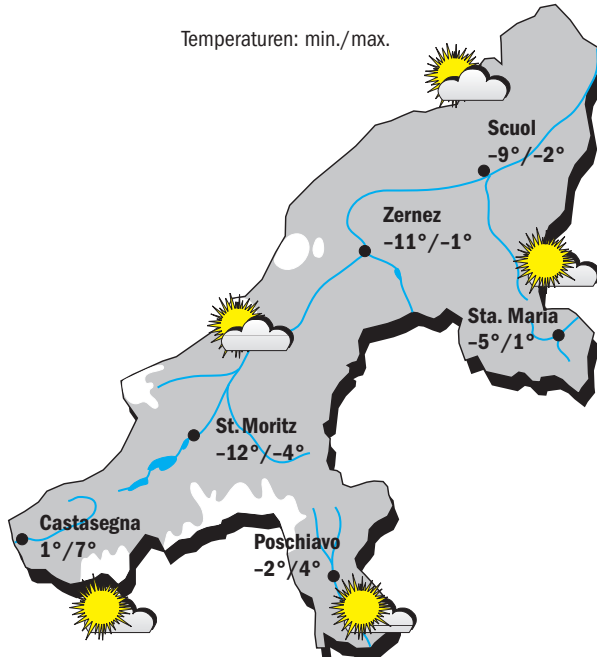 Temperaturen: min./max.
Scuol
–9°/–2°
Zernez
–11°/–1°
Sta. Maria
–5°/1°
St. Moritz
–12°/–4°
Castasegna
1°/7°
Poschiavo
–2°/4°